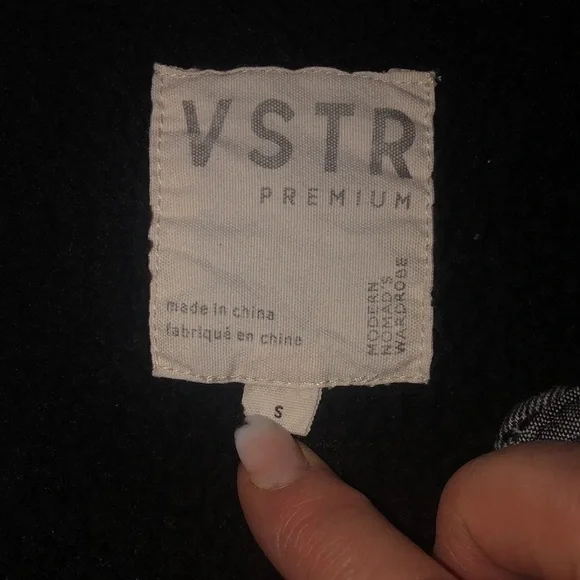 VSTR
PREMIUM
MODERN
NOMAD'S
WARDROBE
made in china
fabriqué en chine
S